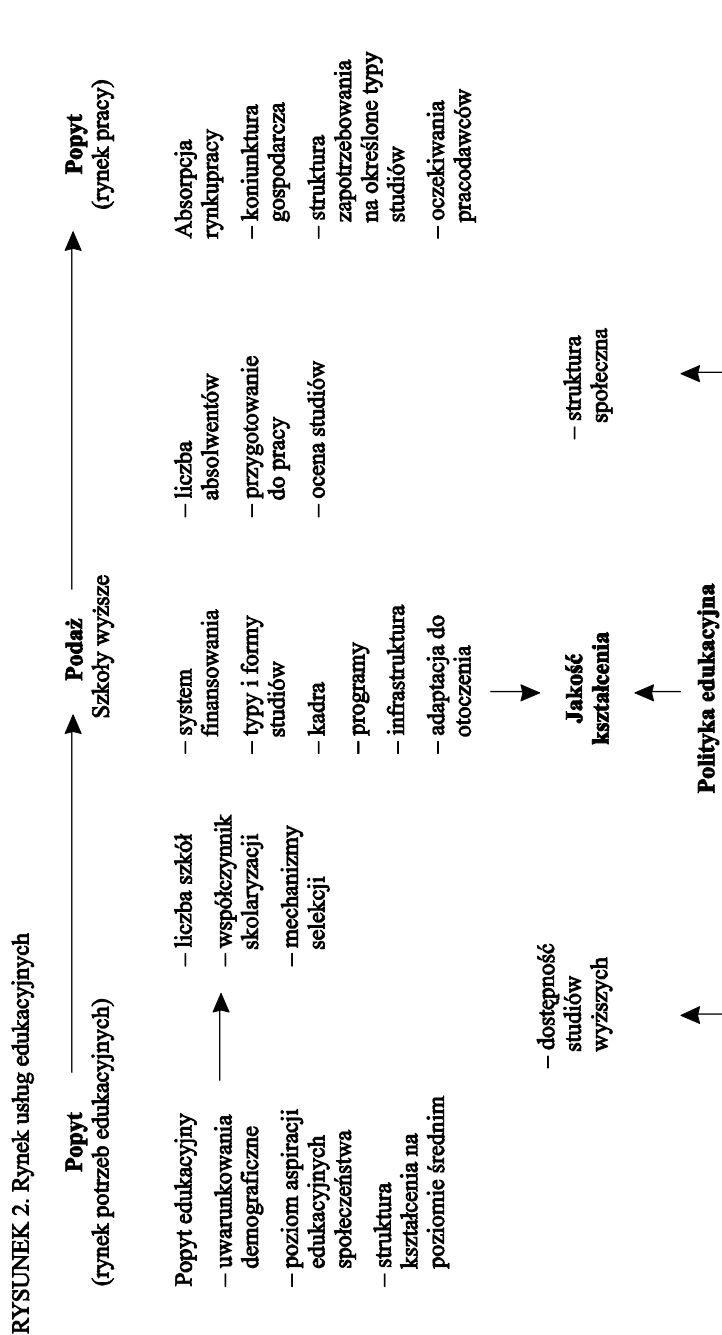 RYSUNEK 2. Rynek usług edukacyjnych
Popyt
(rynek potrzeb edukacyjnych)
Podaż
Szkoły wyższe
Popyt
(rynek pracy)
Popyt edukacyjny
– uwarunkowania
demograficzne
– poziom aspiracji
edukacyjnych
społeczeństwa
– struktura
kształcenia na
poziomie średnim
– liczba szkół
– współczynnik
skolaryzacji
– mechanizmy
selekcji
– system
finansowania
– typy i formy
studiów
– kadra
– programy
– infrastruktura
– adaptacja do
otoczenia
– liczba
absolwentów
– przygotowanie
do pracy
– ocena studiów
Absorpcja
rynkupracy
– koniunktura
gospodarcza
– struktura
zapotrzebowania
na określone typy
studiów
– oczekiwania
pracodawców
– dostępność
studiów
wyższych
Jakość
kształcenia
– struktura
społeczna
Polityka edukacyjna